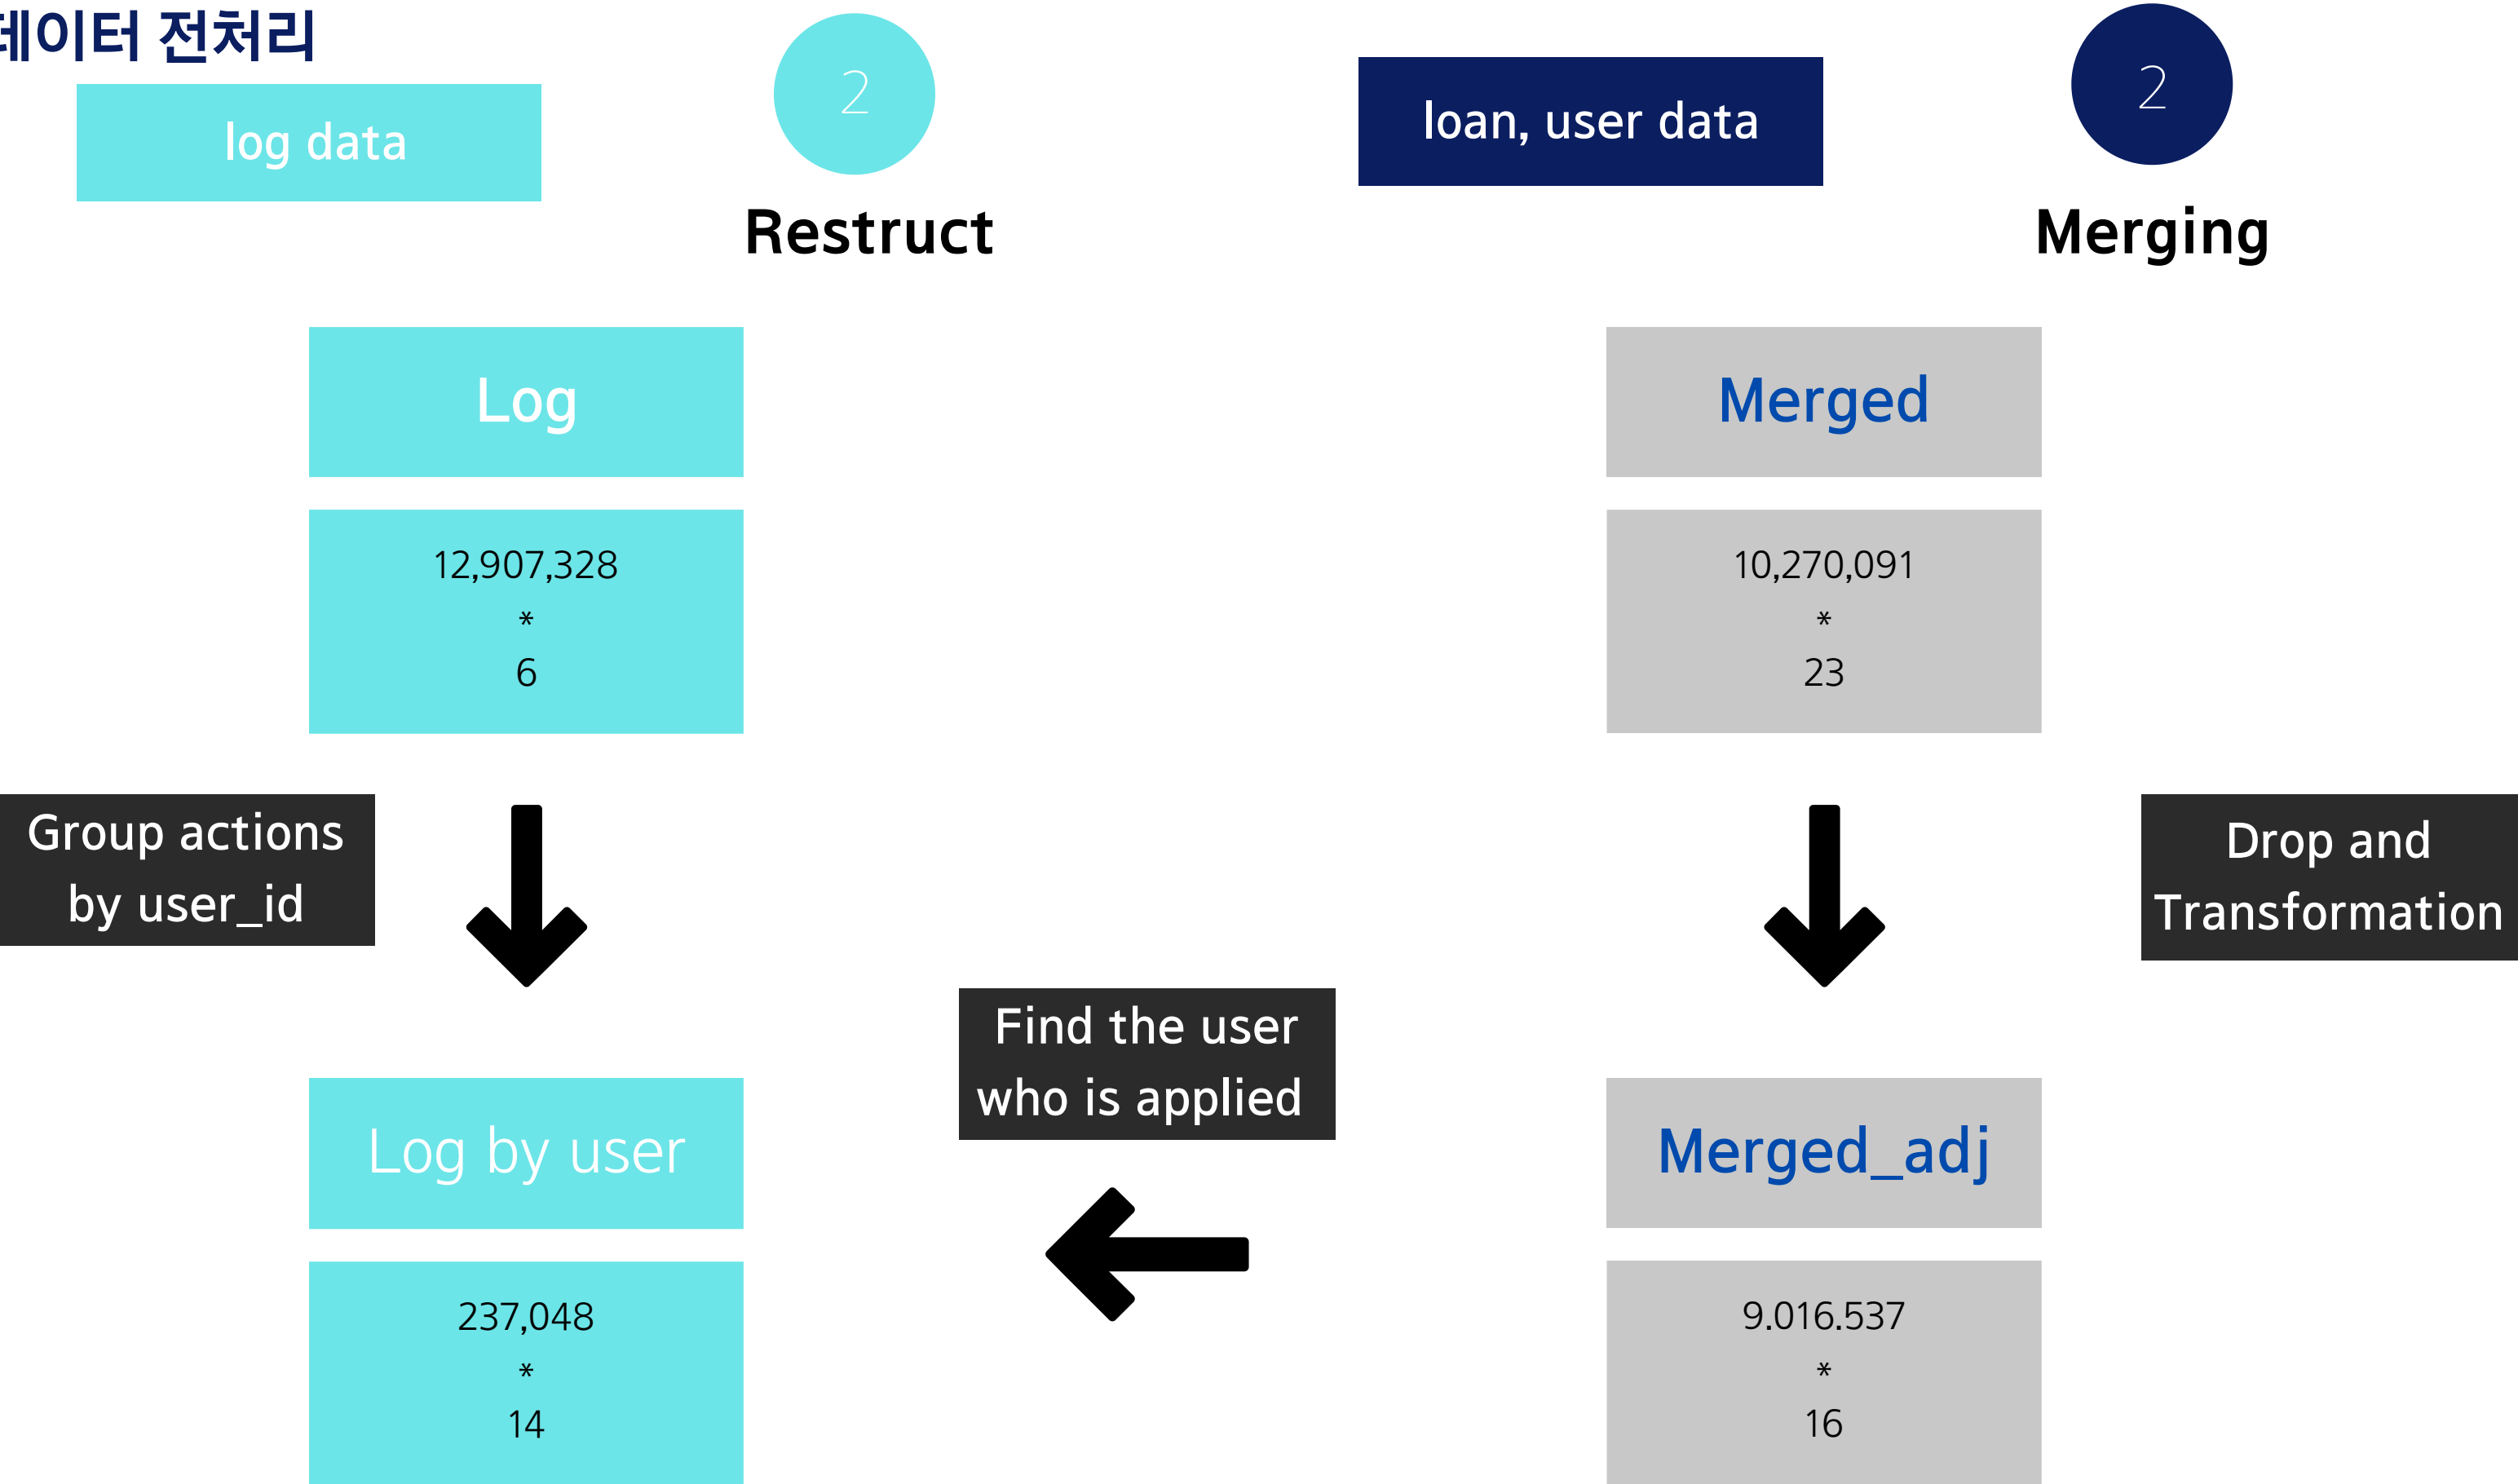 데이터 전처리
log data
2
Restruct
Log
12,907,328
*
6
Group actions
by user_id
Log by user
237,048
*
14
Find the user
who is applied
loan, user data
2
Merging
Merged
10,270,091
*
23
Drop and
Transformation
Merged_adj
9.016.537
*
16